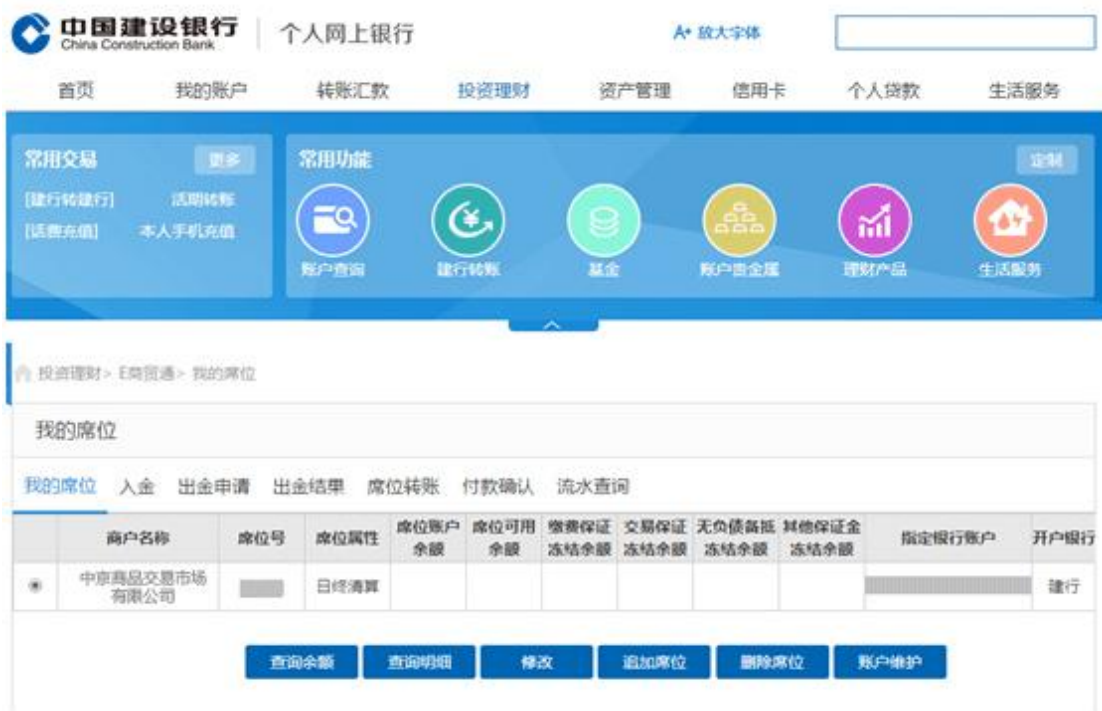 中国建设银行 个人网上银行 A+ 放大字体
China Construction Bank
首页 我的账户 转账汇款 投资理财 资产管理 信用卡 个人贷款 生活服务
常用交易 更多 常用功能 定制
[建行转建行] 活期转账
[话费充值] 本人手机充值
账户查询 建行转账 基金 账户贵金属 理财产品 生活服务
投资理财> E商贸通> 我的席位
我的席位
我的席位 入金 出金申请 出金结果 席位转账 付款确认 流水查询
商户名称 席位号 席位属性 席位账户余额 席位可用余额 缴费保证冻结余额 交易保证冻结余额 无负债备抵冻结余额 其他保证金冻结余额 指定银行账户 开户银行
中京商品交易市场
有限公司 日终清算 建行
查询余额 查询明细 修改 追加席位 删除席位 账户维护